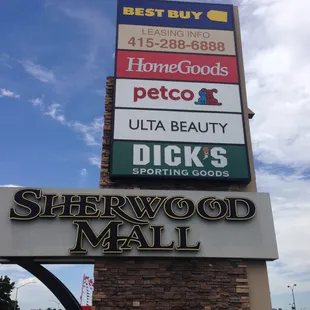 BEST BUY
LEASING INFO
415-288-6888
HomeGoods
petco
ULTA BEAUTY
DICK'S
SPORTING GOODS
SHERWOOD
MALL